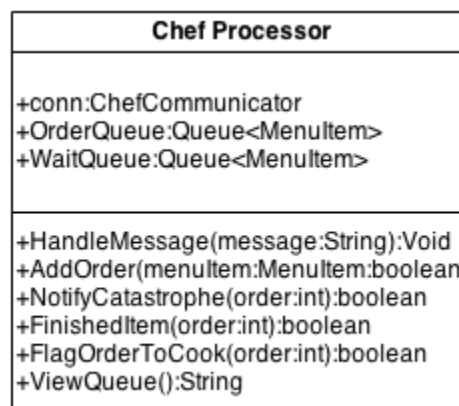 Chef Processor
+conn:ChefCommunicator
+OrderQueue:Queue<MenuItem>
+WaitQueue:Queue<MenuItem>
+HandleMessage(message:String):Void
+AddOrder(menuItem:MenuItem:boolean
+NotifyCatastrophe(order:int):boolean
+FinishedItem(order:int):boolean
+FlagOrderToCook(order:int):boolean
+ViewQueue():String